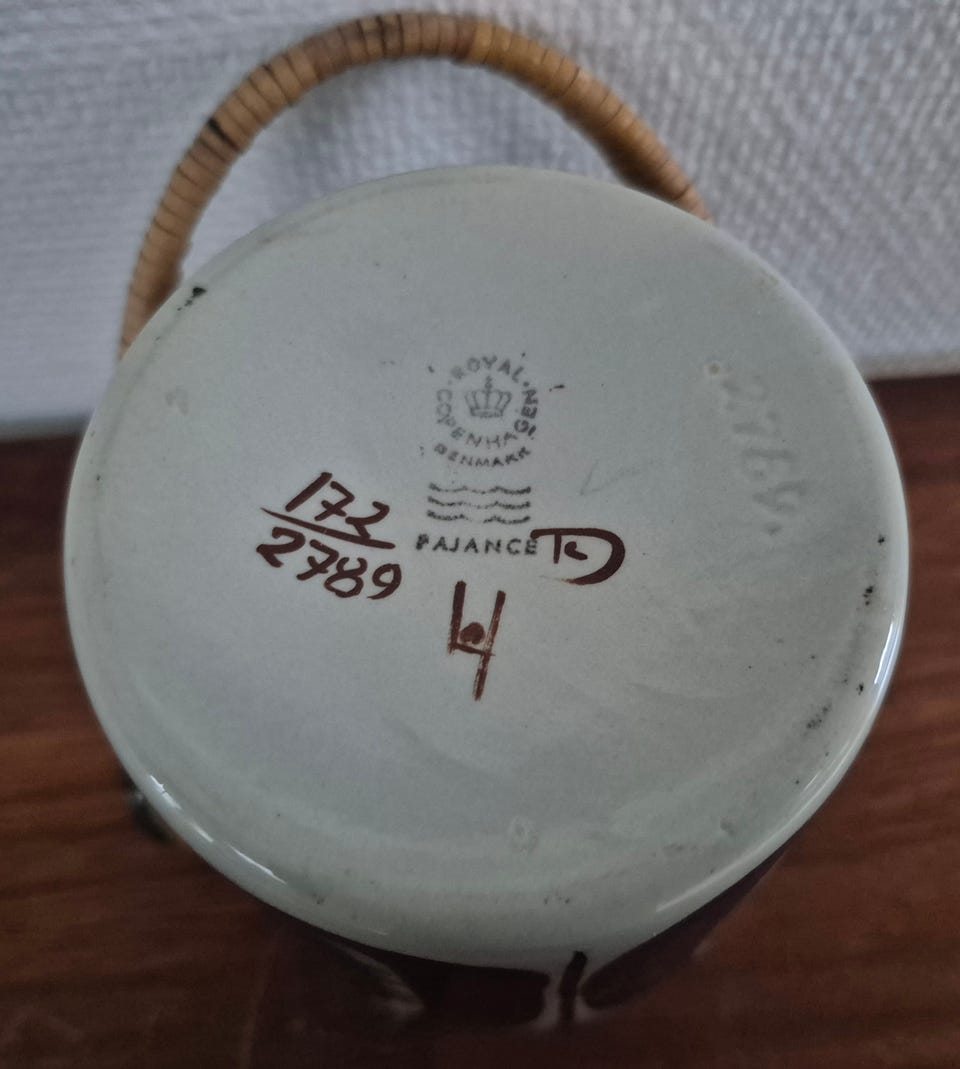 ROYAL
COPENHAGEN
DENMARK
172
2789
FAJANCE